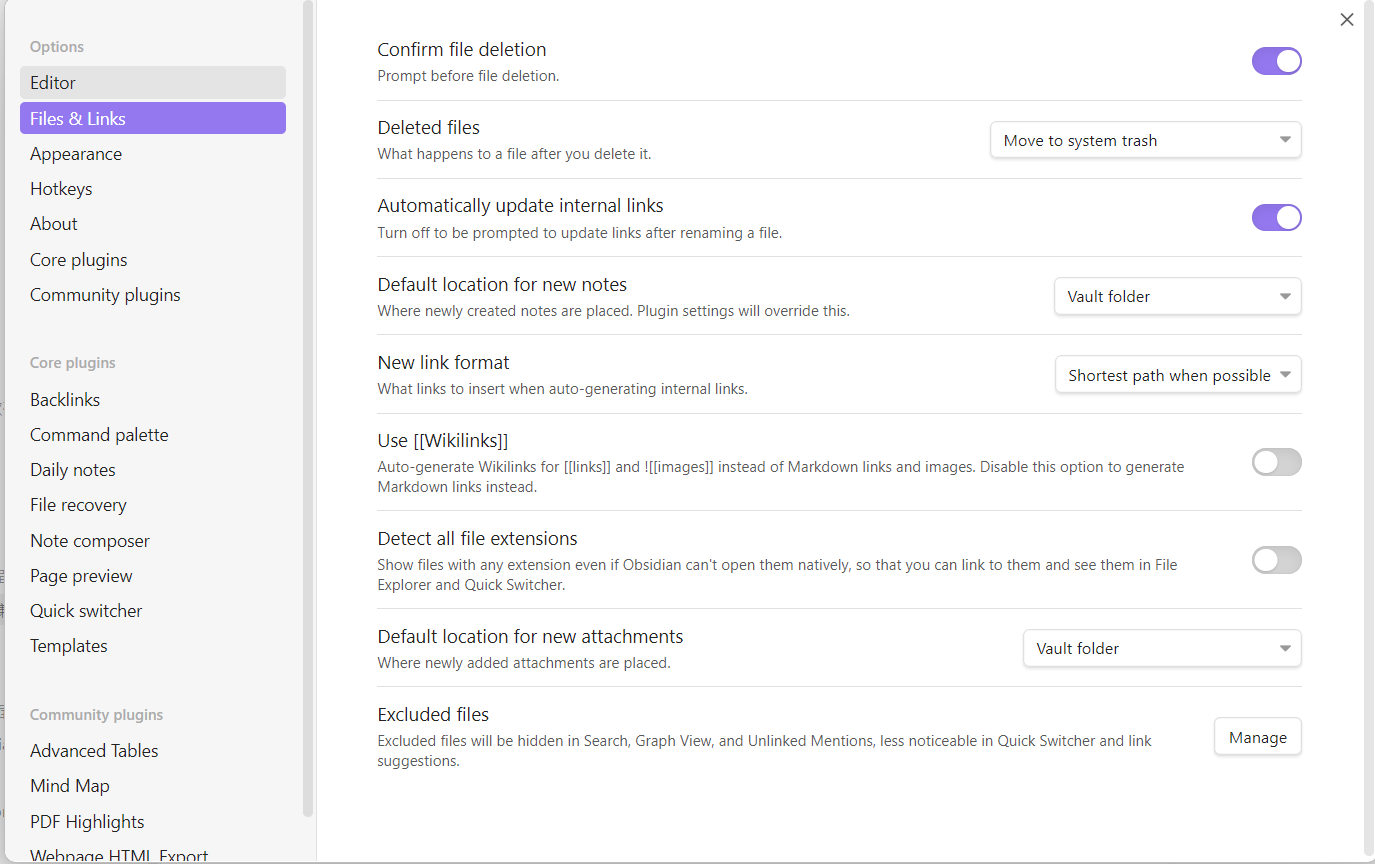 Options
Editor
Files & Links
Appearance
Hotkeys
About
Core plugins
Community plugins
Core plugins
Backlinks
Command palette
Daily notes
File recovery
Note composer
Page preview
Quick switcher
Templates
Community plugins
Advanced Tables
Mind Map
PDF Highlights
Webpage HTML Export
Confirm file deletion
Prompt before file deletion.
Deleted files
What happens to a file after you delete it.
Move to system trash
Automatically update internal links
Turn off to be prompted to update links after renaming a file.
Default location for new notes
Where newly created notes are placed. Plugin settings will override this.
Vault folder
New link format
What links to insert when auto-generating internal links.
Shortest path when possible
Use [[Wikilinks]]
Auto-generate Wikilinks for [[links]] and ![[images]] instead of Markdown links and images. Disable this option to generate
Markdown links instead.
Detect all file extensions
Show files with any extension even if Obsidian can't open them natively, so that you can link to them and see them in File
Explorer and Quick Switcher.
Default location for new attachments
Where newly added attachments are placed.
Vault folder
Excluded files
Excluded files will be hidden in Search, Graph View, and Unlinked Mentions, less noticeable in Quick Switcher and link
suggestions.
Manage